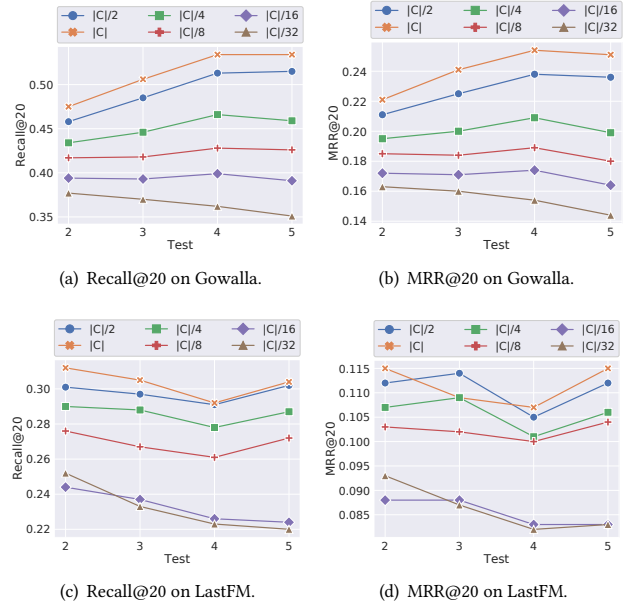 |C|/2 |C|/4 |C|/16
|C| |C|/8 |C|/32
Recall@20
0.50
0.45
0.40
0.35
2 3 4 5
Test
(a) Recall@20 on Gowalla.
|C|/2 |C|/4 |C|/16
|C| |C|/8 |C|/32
MRR@20
0.24
0.22
0.20
0.18
0.16
0.14
2 3 4 5
Test
(b) MRR@20 on Gowalla.
|C|/2 |C|/4 |C|/16
|C| |C|/8 |C|/32
Recall@20
0.30
0.28
0.26
0.24
0.22
2 3 4 5
Test
(c) Recall@20 on LastFM.
|C|/2 |C|/4 |C|/16
|C| |C|/8 |C|/32
MRR@20
0.115
0.110
0.105
0.100
0.095
0.090
0.085
2 3 4 5
Test
(d) MRR@20 on LastFM.